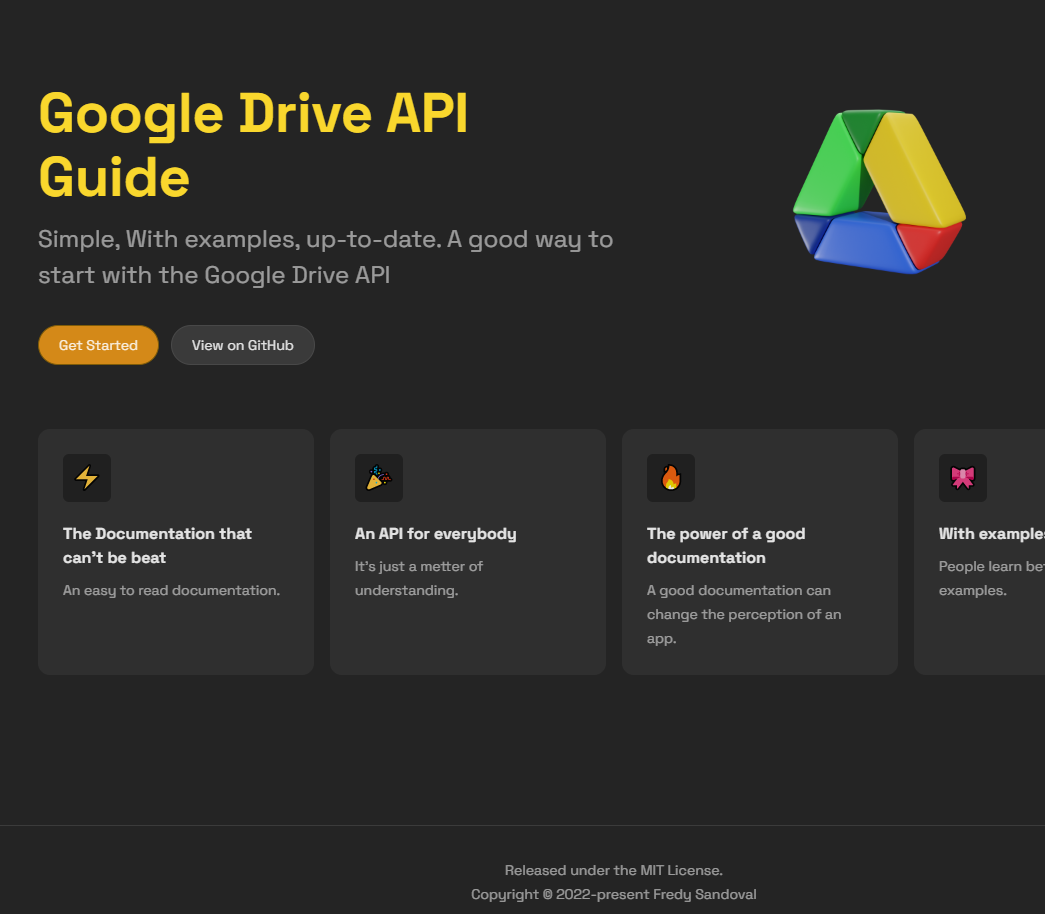 Google Drive API
Guide
Simple, With examples, up-to-date. A good way to
start with the Google Drive API
Get Started
View on GitHub
The Documentation that
can't be beat
An easy to read documentation.
An API for everybody
It's just a metter of
understanding.
The power of a good
documentation
A good documentation can
change the perception of an
app.
With example
People learn be
examples.
Released under the MIT License.
Copyright © 2022-present Fredy Sandoval